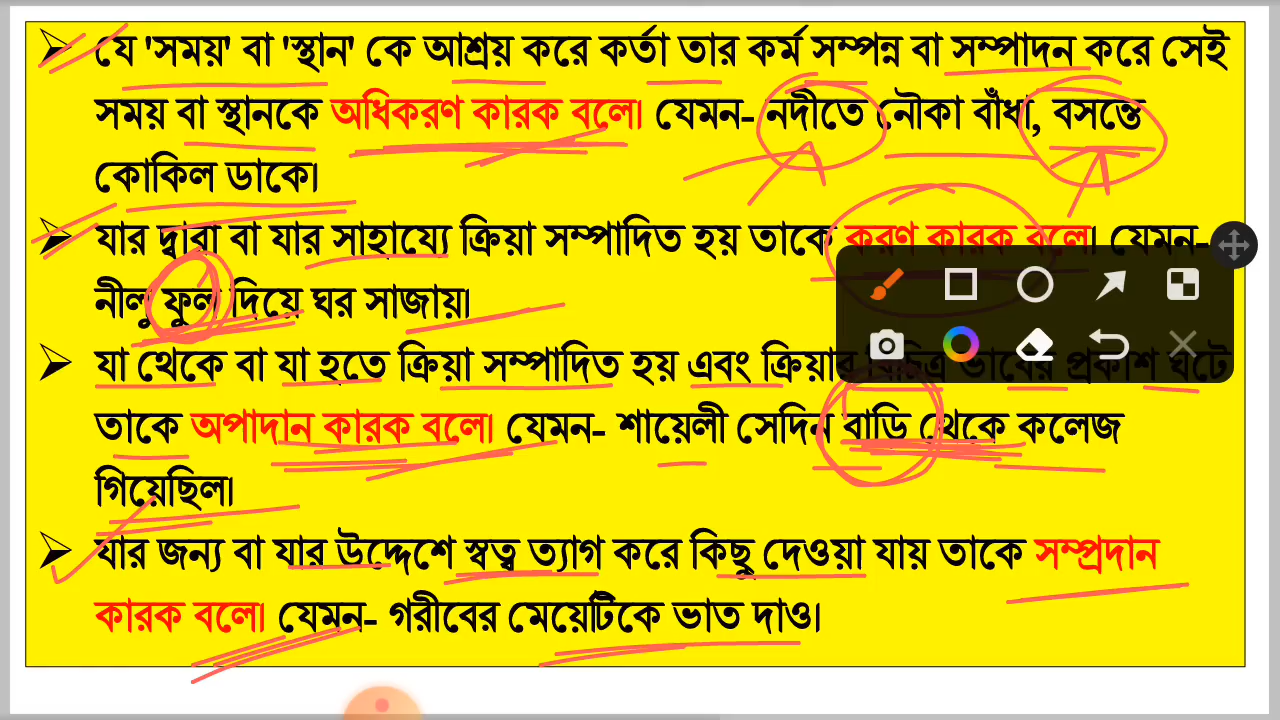 যে 'সময়' বা 'স্থান' কে আশ্রয় করে কর্তা তার কর্ম সম্পন্ন বা সম্পাদন করে সেই
সময় বা স্থানকে অধিকরণ কারক বলে। যেমন- নদীতে নৌকা বাঁধা, বসন্তে
কোকিল ডাকে।
যার দ্বারা বা যার সাহায্যে ক্রিয়া সম্পাদিত হয় তাকে করণ কারক বলে। যেমন-
নীলু ফুল দিয়ে ঘর সাজায়।
যা থেকে বা যা হতে ক্রিয়া সম্পাদিত হয় এবং ক্রিয়ার বিচিত্র ভাবের প্রকাশ ঘটে
তাকে অপাদান কারক বলে। যেমন- শায়েলী সেদিন বাড়ি থেকে কলেজ
গিয়েছিল।
যার জন্য বা যার উদ্দেশে স্বত্ব ত্যাগ করে কিছু দেওয়া যায় তাকে সম্প্রদান
কারক বলে। যেমন- গরীবের মেয়েটিকে ভাত দাও।